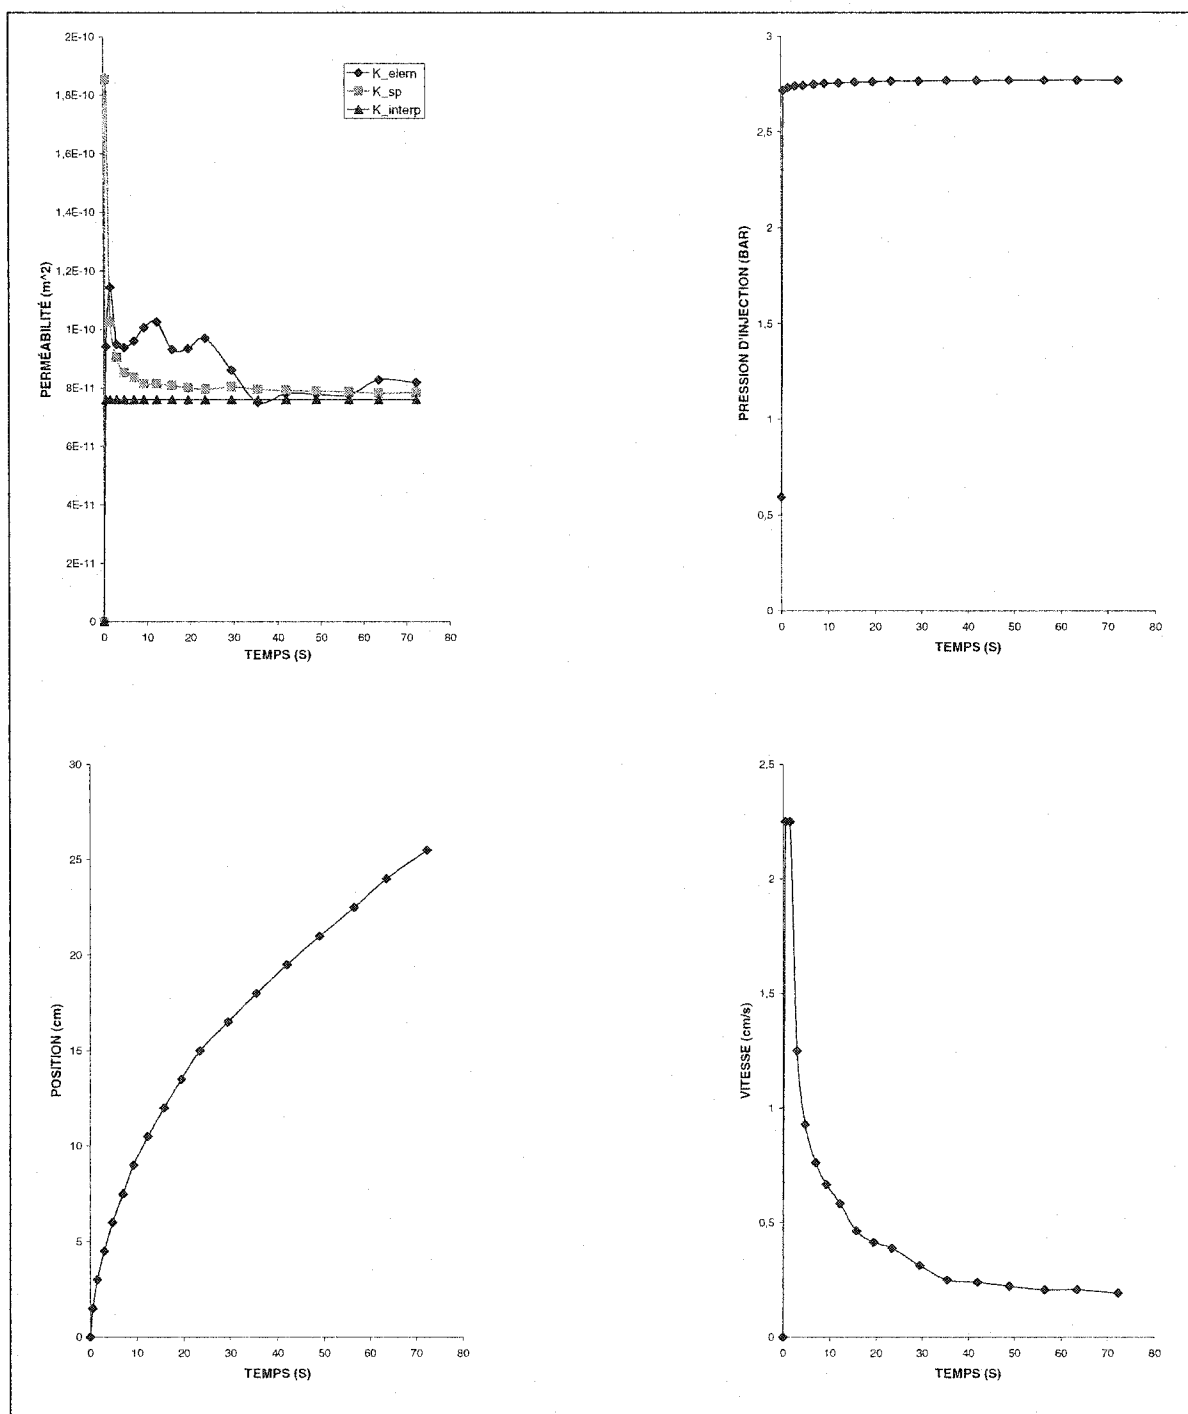 2E-10
1,8E-10
1,6E-10
1,4E-10
1,2E-10
1E-10
8E-11
6E-11
4E-11
2E-11
0
PERMÉABILITÉ (m^2)
K_elem
K_sp
K_interp
0 10 20 30 40 50 60 70 80
TEMPS (S)
3
2,5
2
1,5
1
0,5
0
PRESSION D'INJECTION (BAR)
0 10 20 30 40 50 60 70 80
TEMPS (S)
30
25
20
15
10
5
0
POSITION (cm)
0 10 20 30 40 50 60 70 80
TEMPS (S)
2,5
2
1,5
1
0,5
0
VITESSE (cm/s)
0 10 20 30 40 50 60 70 80
TEMPS (S)